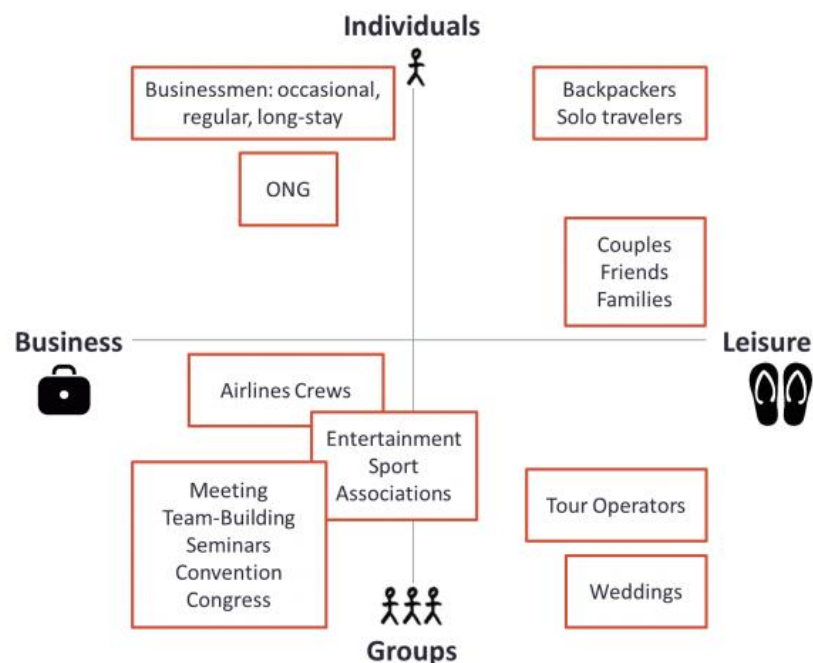 Individuals
Businessmen: occasional,
regular, long-stay
Backpackers
Solo travelers
ONG
Couples
Friends
Families
Business
Leisure
Airlines Crews
Entertainment
Sport
Associations
Meeting
Team-Building
Seminars
Convention
Congress
Tour Operators
Weddings
Groups